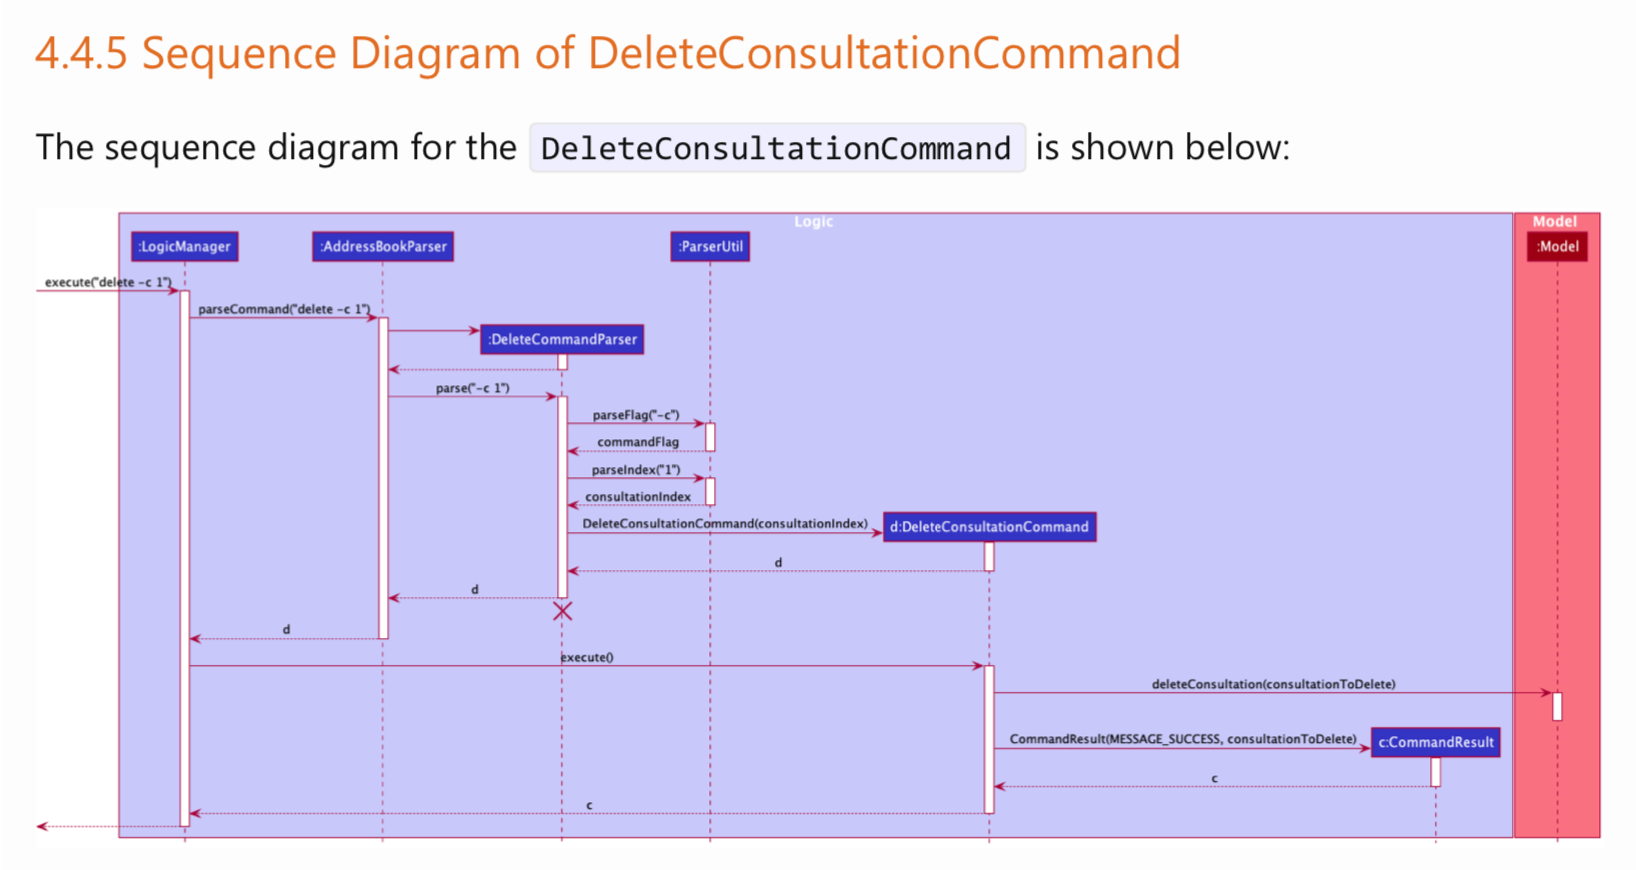 4.4.5 Sequence Diagram of DeleteConsultationCommand
The sequence diagram for the DeleteConsultationCommand is shown below:
Logic
Model
:LogicManager
:AddressBookParser
:ParserUtil
:Model
execute("delete -c 1")
parseCommand("delete -c 1")
:DeleteCommandParser
parse("-c 1")
parseFlag("-c")
commandFlag
parseIndex("1")
consultationIndex
DeleteConsultationCommand(consultationIndex)
d:DeleteConsultationCommand
d
d
d
execute()
deleteConsultation(consultationToDelete)
CommandResult(MESSAGE_SUCCESS, consultationToDelete)
c:CommandResult
c
c